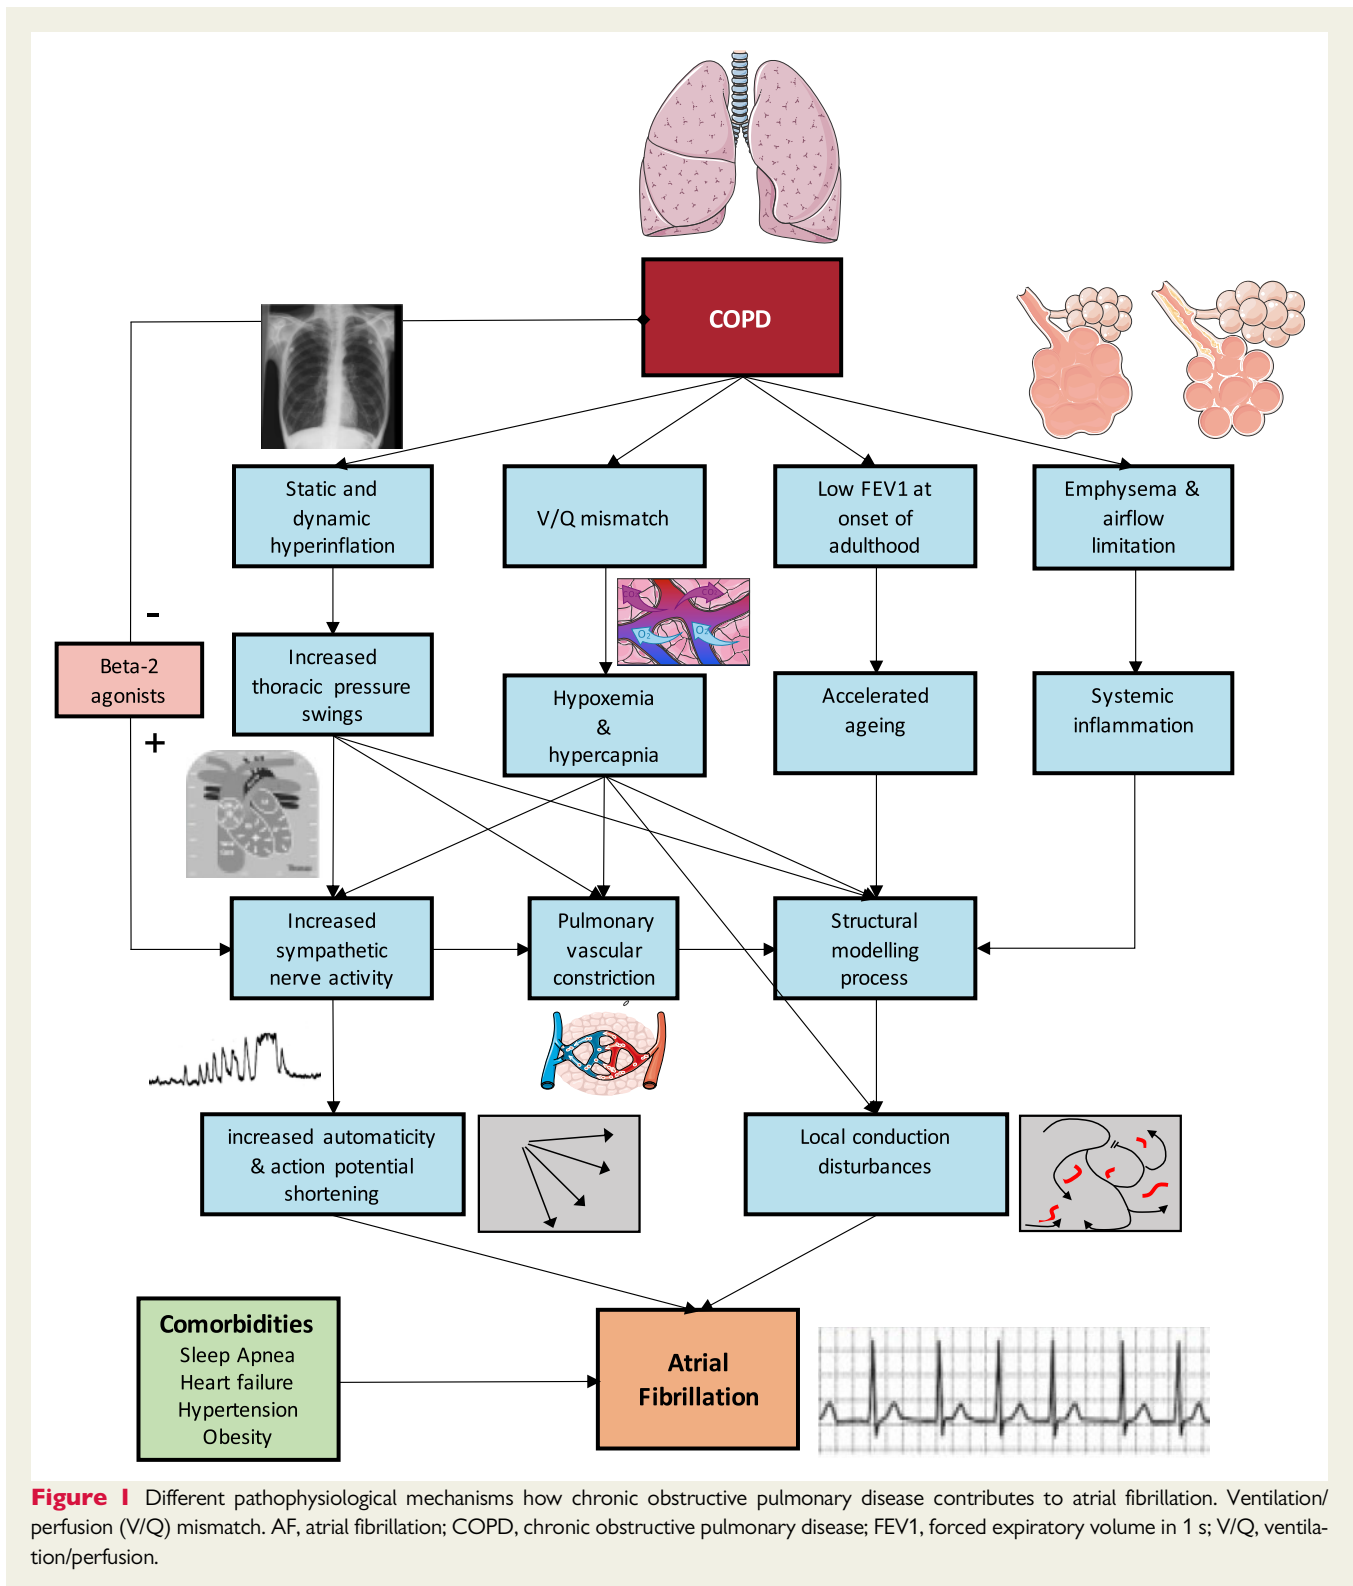 COPD
Static and
dynamic
hyperinflation
V/Q mismatch
Low FEV1 at
onset of
adulthood
Emphysema &
airflow
limitation
-
Beta-2
agonists
+
Increased
thoracic pressure
swings
CO₂
CO₂
O₂
O₂
Hypoxemia
&
hypercapnia
Accelerated
ageing
Systemic
inflammation
Increased
sympathetic
nerve activity
Pulmonary
vascular
constriction
Structural
modelling
process
increased automaticity
& action potential
shortening
Local conduction
disturbances
Comorbidities
Sleep Apnea
Heart failure
Hypertension
Obesity
Atrial
Fibrillation
Figure 1 Different pathophysiological mechanisms how chronic obstructive pulmonary disease contributes to atrial fibrillation. Ventilation/
perfusion (V/Q) mismatch. AF, atrial fibrillation; COPD, chronic obstructive pulmonary disease; FEV1, forced expiratory volume in 1 s; V/Q, ventila-
tion/perfusion.